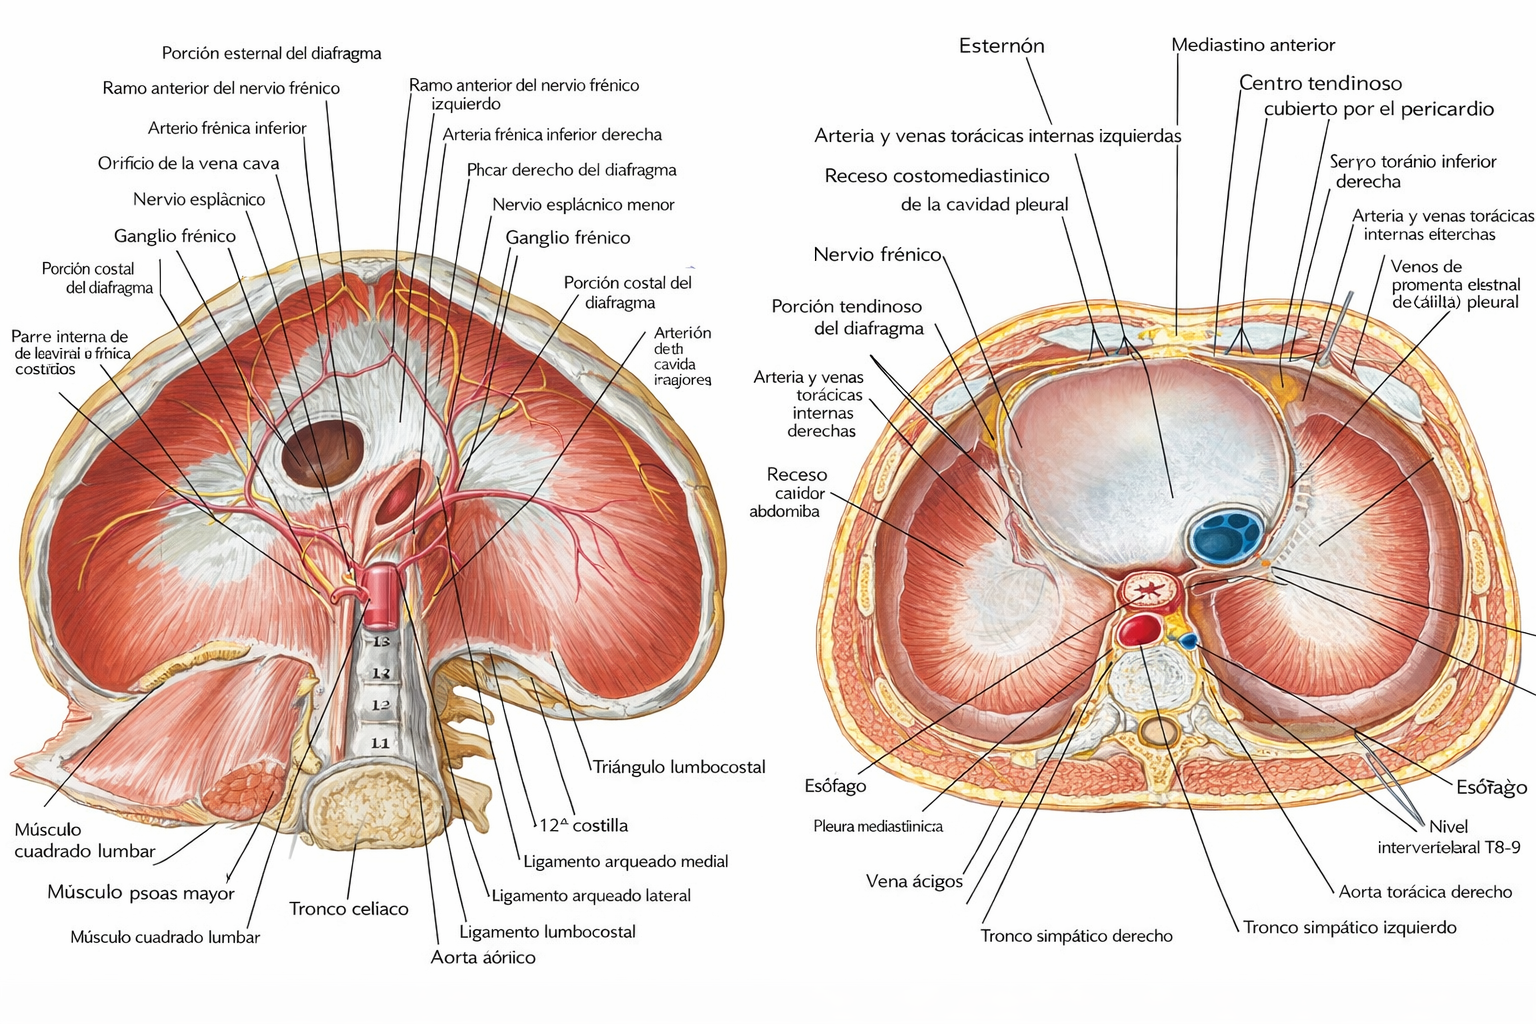 Porción esternal del diafragma
Ramo anterior del nervio frénico
Arterio frénica inferior
Orificio de la vena cava
Nervio esplácnico
Ganglio frénico
Porción costal
del diafragma
Parre interna de
de
costidos
Ramo anterior del nervio frénico
izquierdo
Arteria frénica inferior derecha
Phcar derecho del diafragma
Nervio esplácnico menor
Ganglio frénico
Porción costal del
diafragma
Arterión
deth
cavida
13
12
12
11
Triángulo lumbocostal
12ª costilla
Ligamento arqueado medial
Ligamento arqueado lateral
Ligamento lumbocostal
Aorta aórico
Músculo
cuadrado lumbar
Músculo psoas mayor
Tronco celiaco
Músculo cuadrado lumbar
Esternón
Mediastino anterior
Centro tendinoso
cubierto por el pericardio
Arteria y venas torácicas internas izquierdas
Receso costomediastinico
de la cavidad pleural
Seryo toránio inferior
derecha
Arteria y venas torácicas
internas eiterchas
Nervio frénico
Venos de
promenta elestnal
pleural
Porción tendinoso
del diafragma
Arteria y venas
torácicas
internas
derechas
Receso
caiidor
abdomiba
Esófago
Pleura mediastiinicza
Vena ácigos
Tronco simpático derecho
Esófago
Nivel
T8-9
Aorta torácica derecho
Tronco simpático izquierdo